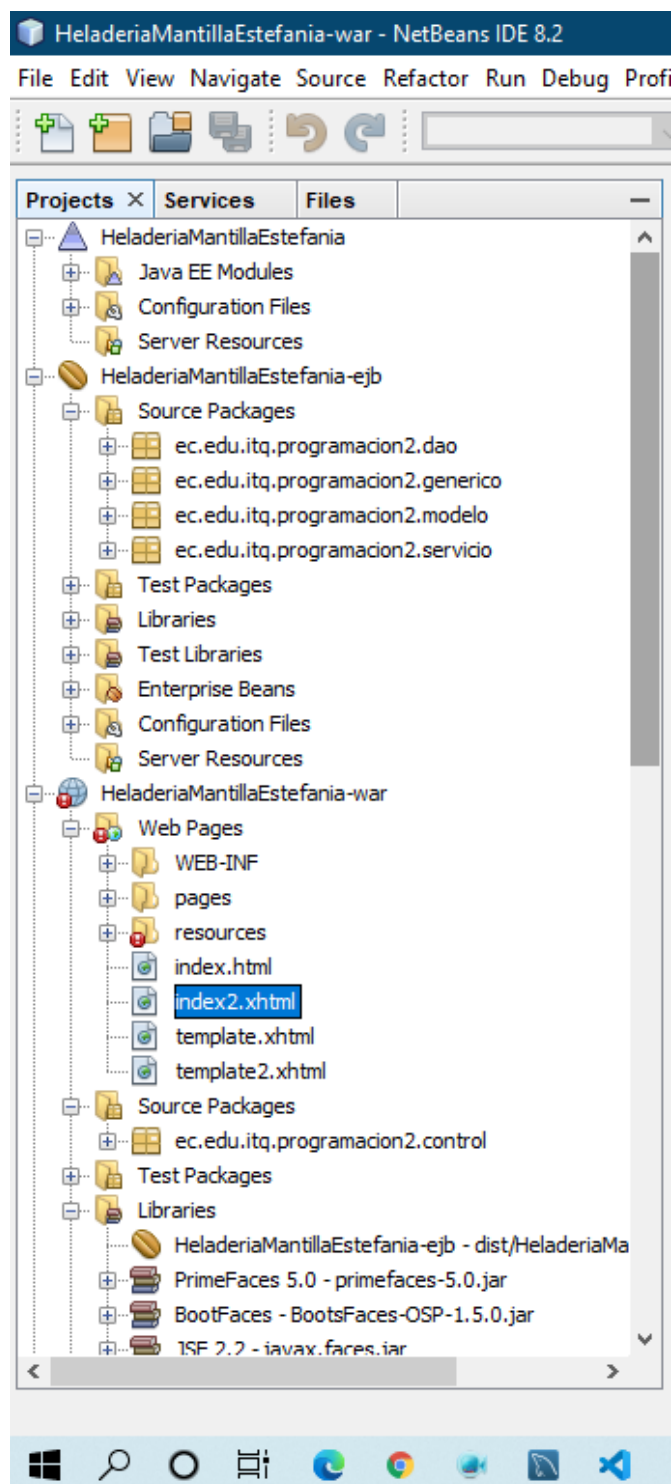 HeladeriaMantillaEstefania-war - NetBeans IDE 8.2
File Edit View Navigate Source Refactor Run Debug Profi
Projects Services Files
HeladeriaMantillaEstefania
Java EE Modules
Configuration Files
Server Resources
HeladeriaMantillaEstefania-ejb
Source Packages
ec.edu.itq.programacion2.dao
ec.edu.itq.programacion2.generico
ec.edu.itq.programacion2.modelo
ec.edu.itq.programacion2.servicio
Test Packages
Libraries
Test Libraries
Enterprise Beans
Configuration Files
Server Resources
HeladeriaMantillaEstefania-war
Web Pages
WEB-INF
pages
resources
index.html
index2.xhtml
template.xhtml
template2.xhtml
Source Packages
ec.edu.itq.programacion2.control
Test Packages
Libraries
HeladeriaMantillaEstefania-ejb - dist/HeladeriaMa
PrimeFaces 5.0 - primefaces-5.0.jar
BootFaces - BootsFaces-OSP-1.5.0.jar
JSF 2.2 - javax.faces.jar